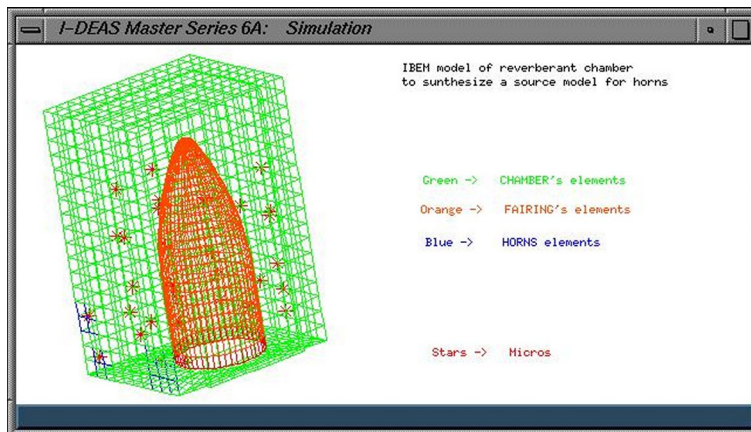 I-DEAS Master Series 6A: Simulation
IBEM model of reverberant chamber
to sunthesize a source model for horns
Green -> CHAMBER's elements
Orange -> FAIRING's elements
Blue -> HORNS elements
Stars -> Micros